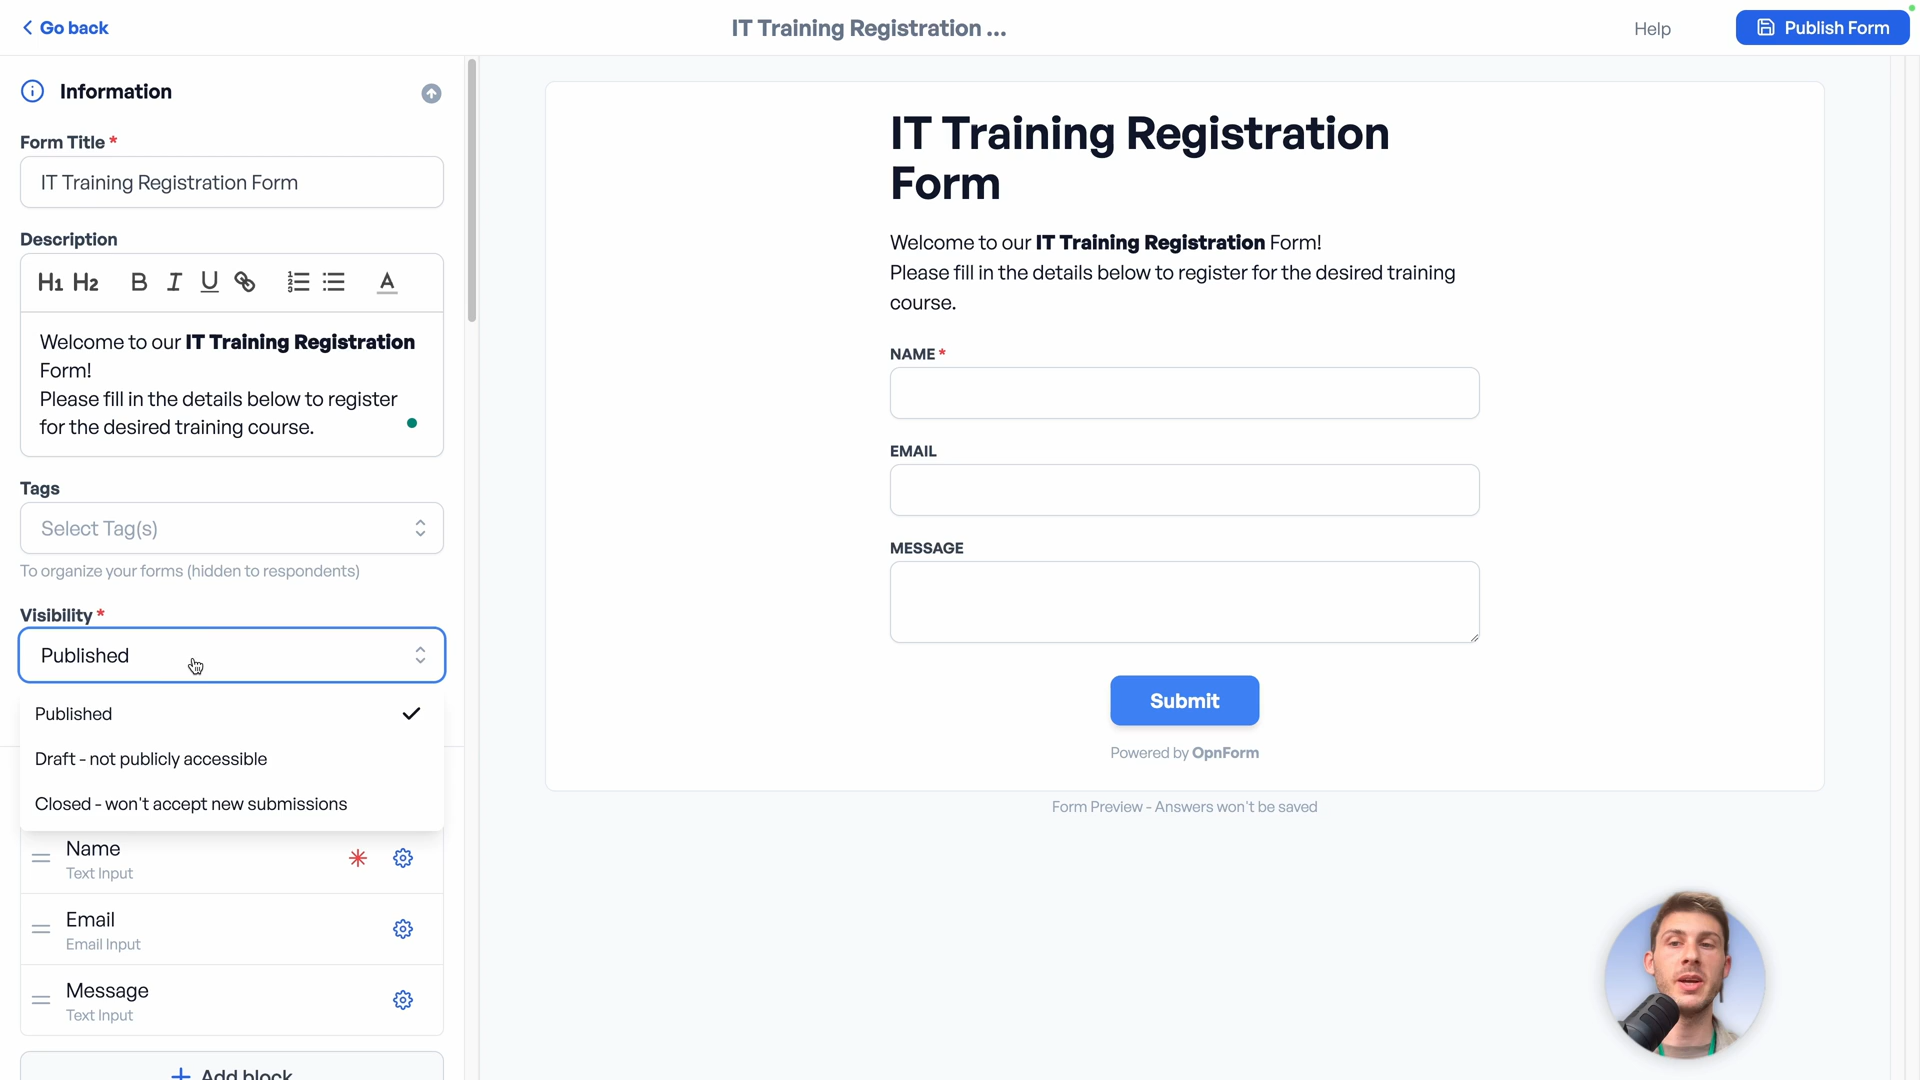 Go back
IT Training Registration ...
Help
Publish Form
Information
Form Title *
IT Training Registration Form
Description
H1 H2 B I U A
Welcome to our IT Training Registration
Form!
Please fill in the details below to register
for the desired training course.
Tags
Select Tag(s)
To organize your forms (hidden to respondents)
Visibility *
Published
Published
Draft - not publicly accessible
Closed - won't accept new submissions
Name
Text Input
Email
Email Input
Message
Text Input
+ Add block
IT Training Registration
Form
Welcome to our IT Training Registration Form!
Please fill in the details below to register for the desired training
course.
NAME *
EMAIL
MESSAGE
Submit
Powered by OpnForm
Form Preview - Answers won't be saved